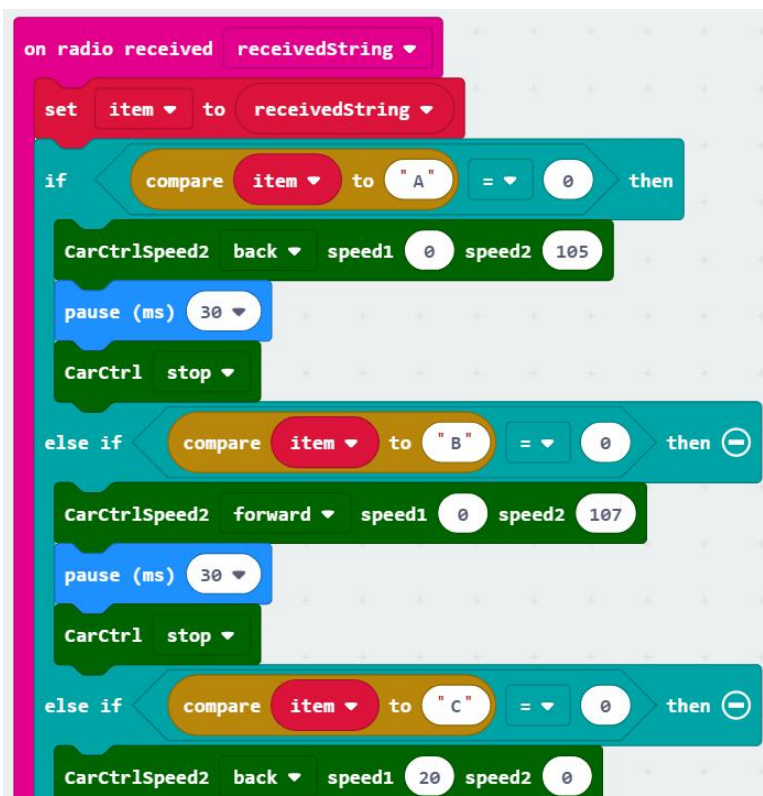 on radio received receivedString
set item to receivedString
if compare item to "A" = 0 then
CarCtrlSpeed2 back speed1 0 speed2 105
pause (ms) 30
CarCtrl stop
else if compare item to "B" = 0 then
CarCtrlSpeed2 forward speed1 0 speed2 107
pause (ms) 30
CarCtrl stop
else if compare item to "C" = 0 then
CarCtrlSpeed2 back speed1 20 speed2 0